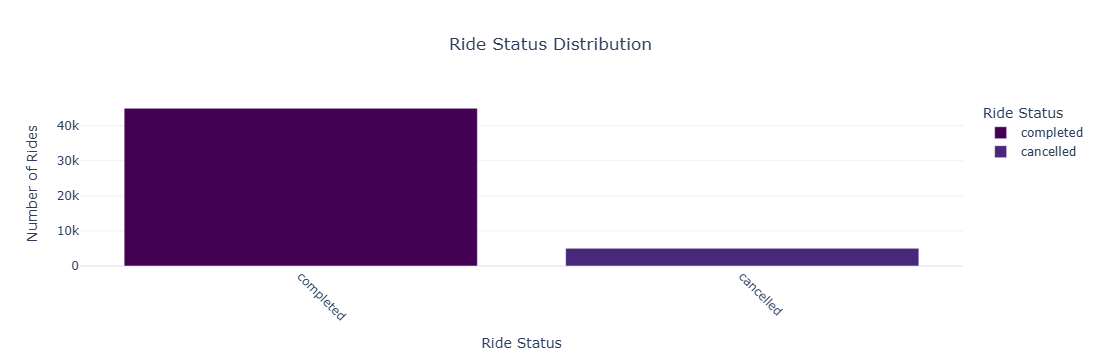 Ride Status Distribution
Number of Rides
40k
30k
20k
10k
0
completed
cancelled
Ride Status
Ride Status
completed
cancelled